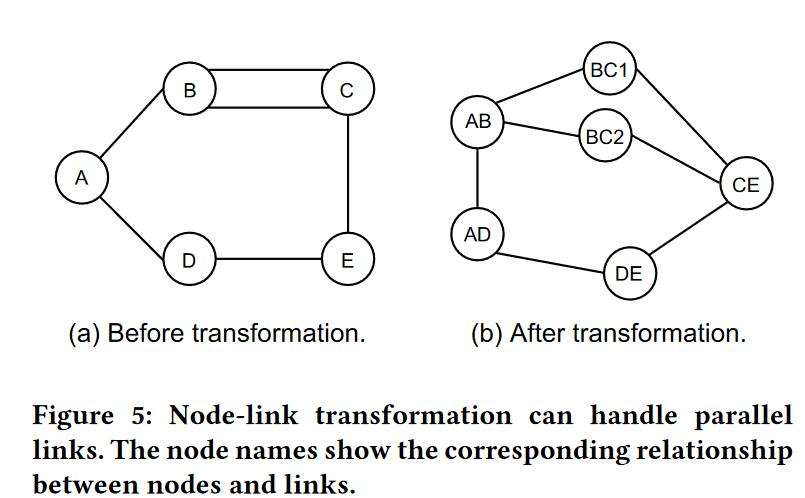 B
C
A
D
E
(a) Before transformation.
BC1
AB
BC2
CE
AD
DE
(b) After transformation.
Figure 5: Node-link transformation can handle parallel
links. The node names show the corresponding relationship
between nodes and links.